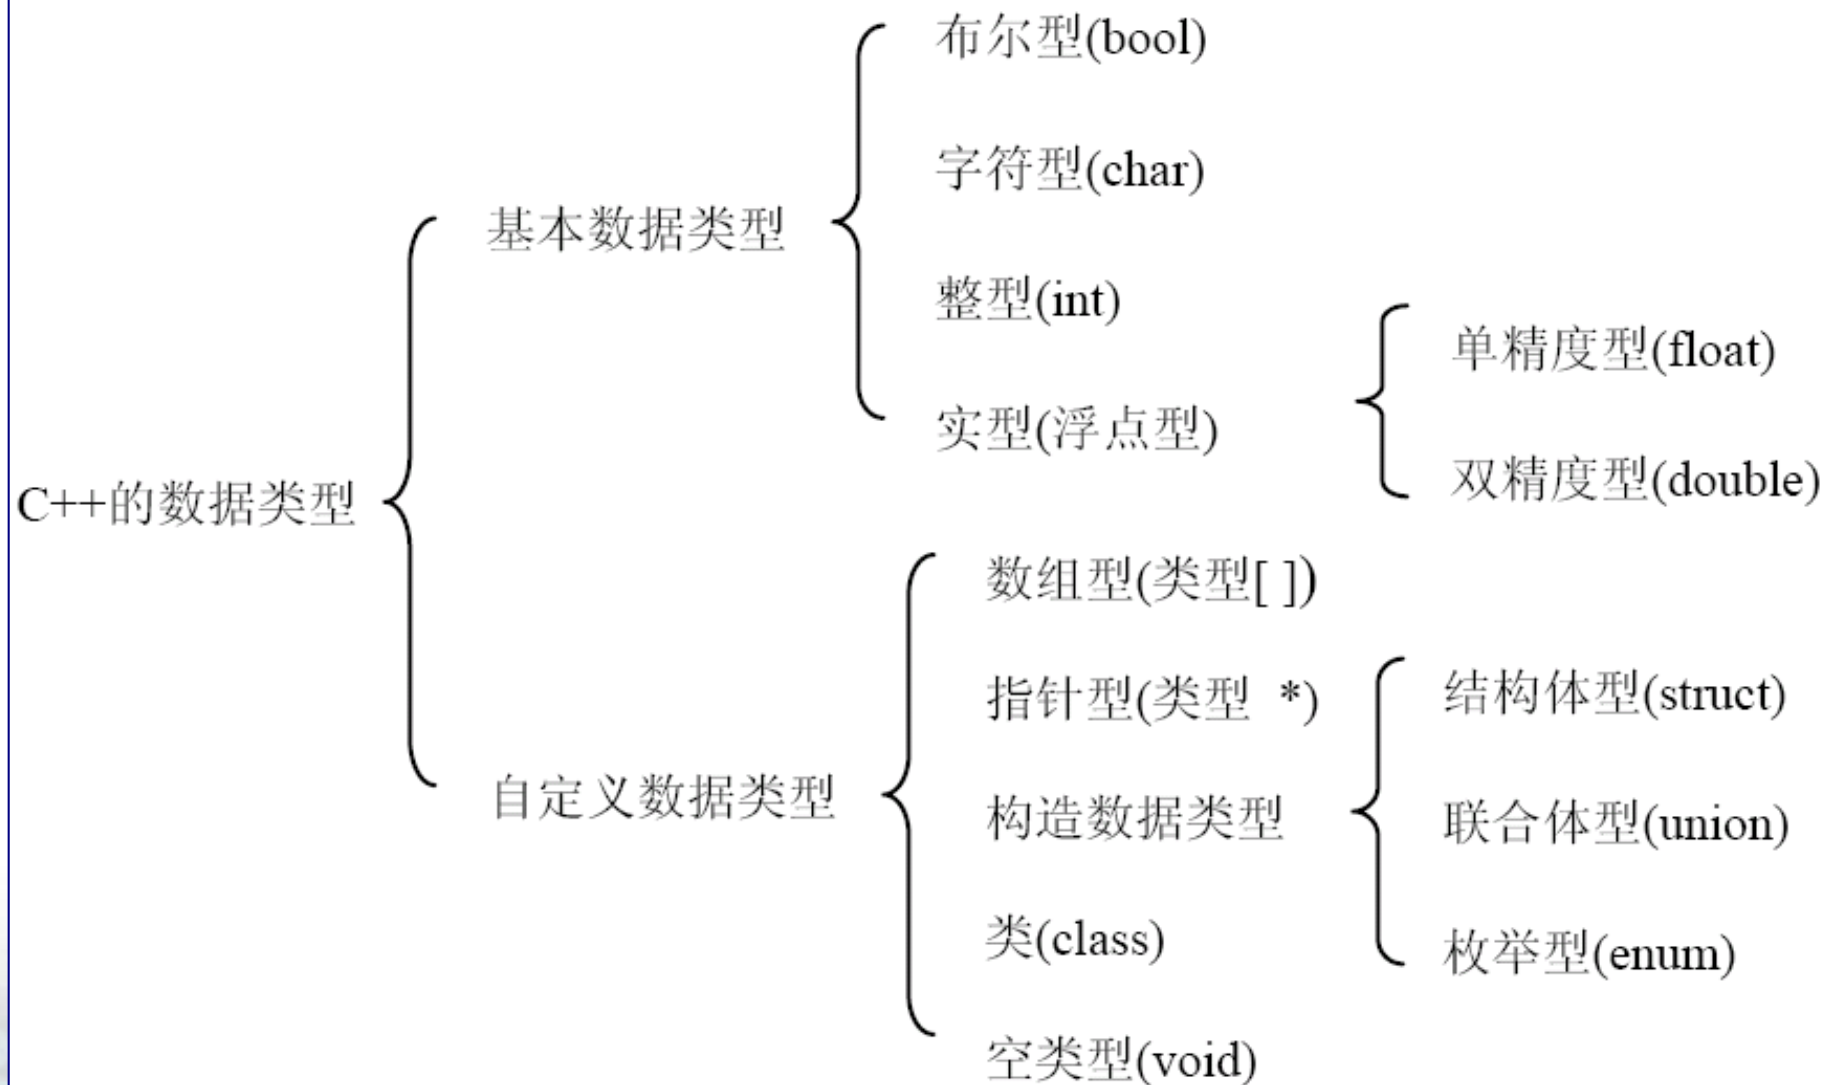 布尔型(bool)
字符型(char)
基本数据类型
整型(int)
单精度型(float)
实型(浮点型)
双精度型(double)
C++的数据类型
数组型(类型[ ])
指针型(类型 *)
结构体型(struct)
自定义数据类型
构造数据类型
联合体型(union)
类(class)
枚举型(enum)
空类型(void)